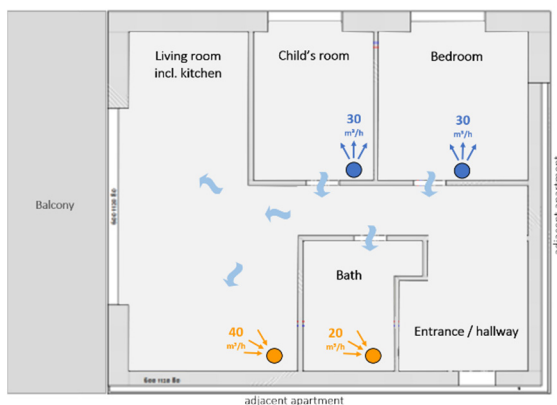 Living room
incl. kitchen
Child's room
Bedroom
30
m³/h
30
m³/h
Balcony
adjacent apartment
Bath
40
m³/h
20
m³/h
Entrance / hallway
adjacent apartment